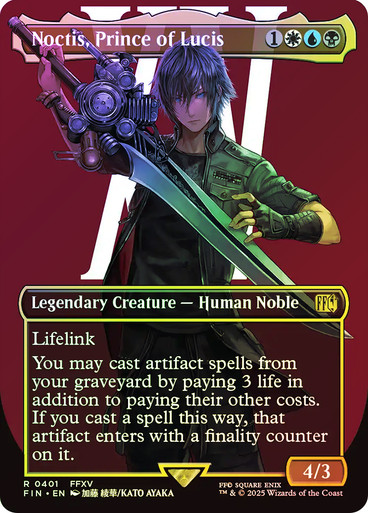 Noctis, Prince of Lucis 1
Legendary Creature — Human Noble
Lifelink
You may cast artifact spells from
your graveyard by paying 3 life in
addition to paying their other costs.
If you cast a spell this way, that
artifact enters with a finality counter
on it.
4/3
R 0401 FFXV
FIN • EN 加藤 綾華/KATO AYAKA
FF© SQUARE ENIX
™ & © 2025 Wizards of the Coast